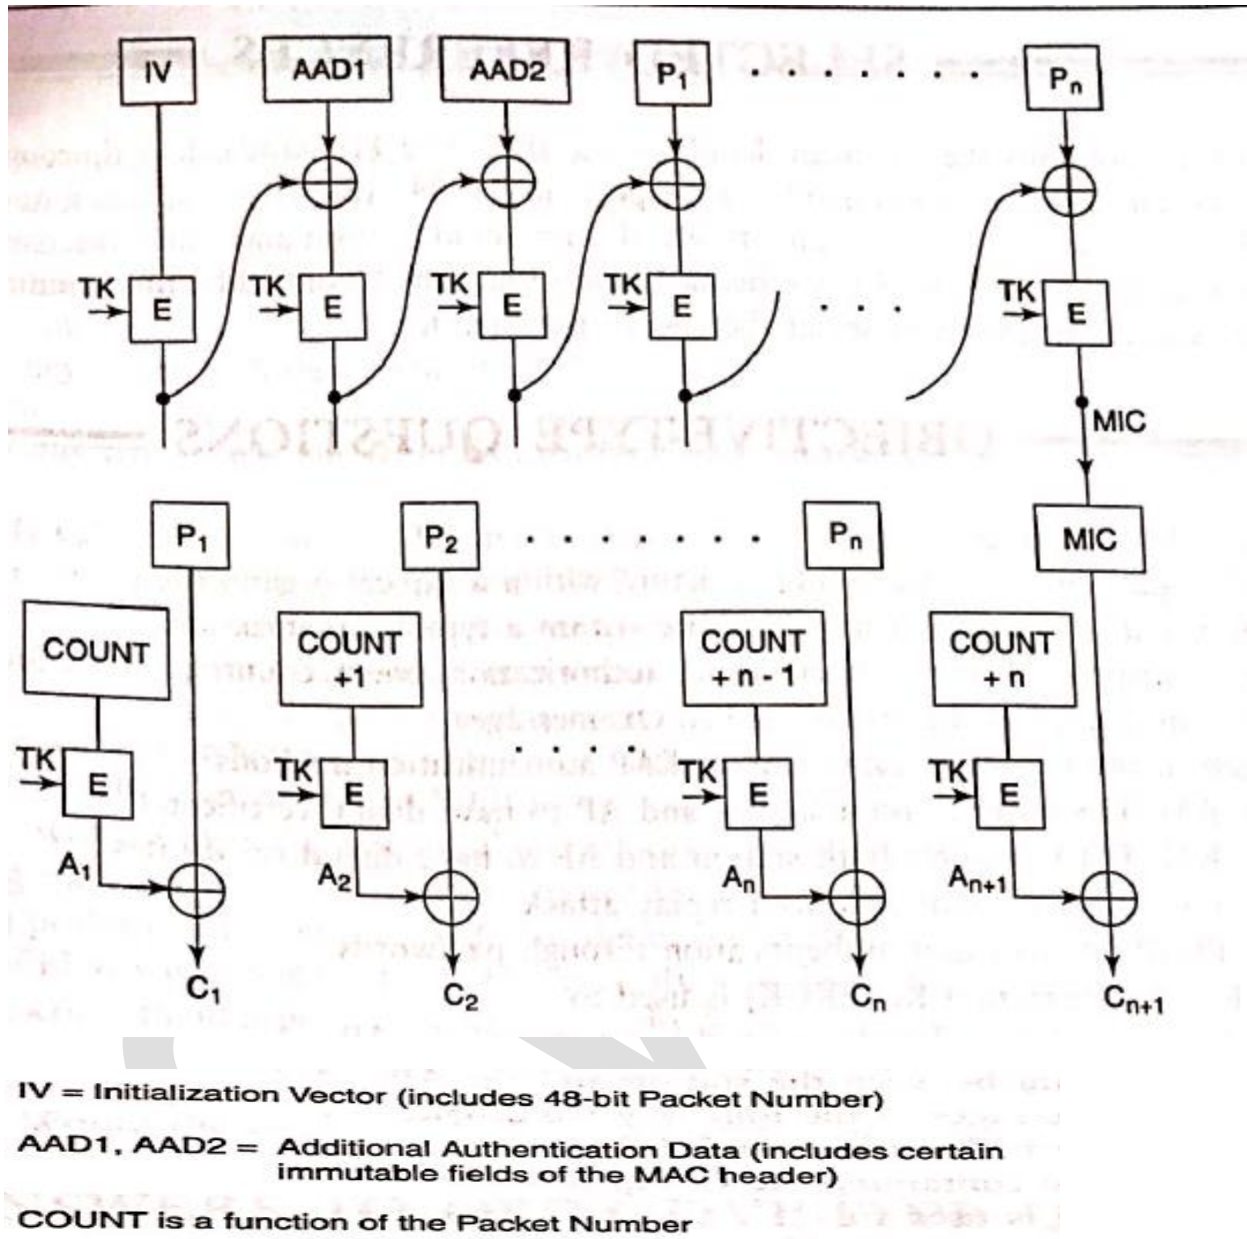 IV AAD1 AAD2 P1 . . . . . . . Pn
TK E TK E TK E TK E . . . TK E
MIC
P1 P2 . . . . . . . Pn MIC
COUNT COUNT +1 COUNT + n - 1 COUNT + n
. . . .
TK E TK E TK E TK E
A1 A2 An An+1
C1 C2 Cn Cn+1
IV = Initialization Vector (includes 48-bit Packet Number)
AAD1, AAD2 = Additional Authentication Data (includes certain
immutable fields of the MAC header)
COUNT is a function of the Packet Number